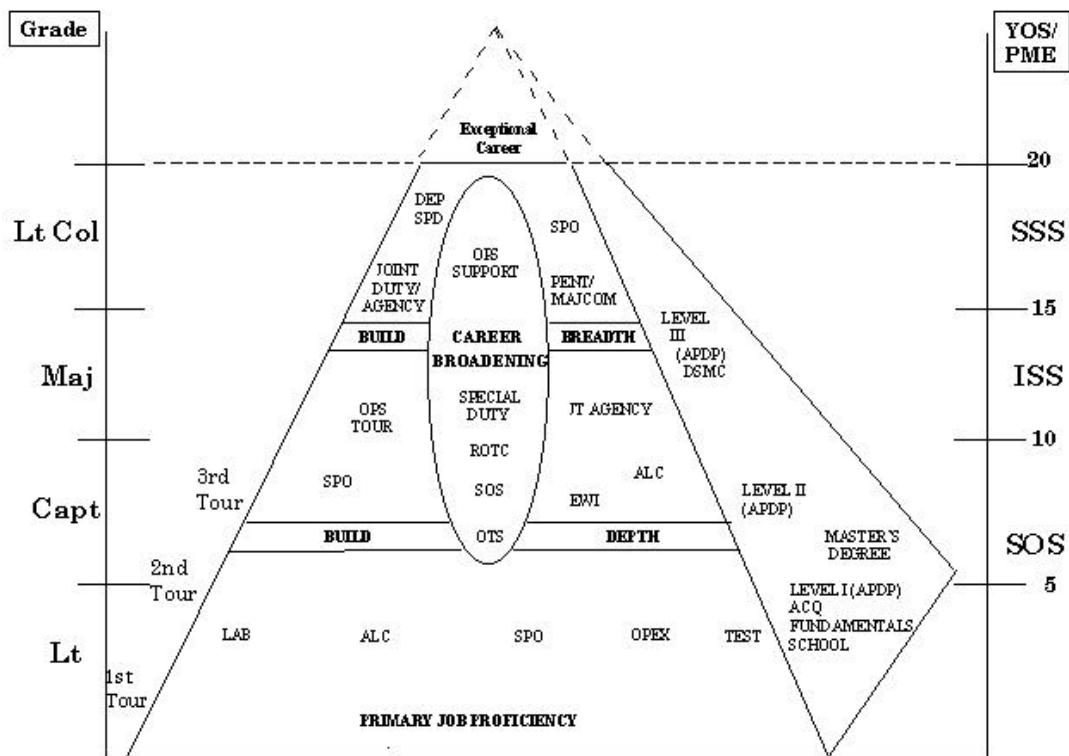 Grade
YOS/
PME
Exceptional
Career
20
DEP
SPD
SPO
Lt Col
SSS
OPS
SUPPORT
JOINT
DUTY/
AGENCY
PENT/
MAJCOM
15
LEVEL
III
(APDP)
DSMC
BUILD
CAREER
BROADENING
BREADTH
Maj
ISS
SPECIAL
DUTY
OPS
TOUR
JT AGENCY
10
ROTC
3rd
Tour
SPO
SOS
ALC
EWI
LEVEL II
(APDP)
Capt
BUILD
OTS
DEPTH
MASTER'S
DEGREE
SOS
2nd
Tour
5
LEVEL I (APDP)
ACQ
FUNDAMENTALS
SCHOOL
LAB
ALC
SPO
OPEX
TEST
Lt
1st
Tour
PRIMARY JOB PROFICIENCY